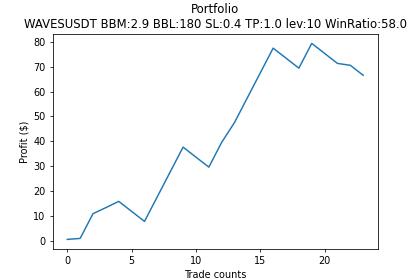 Portfolio
WAVESUSDT BBM:2.9 BBL:180 SL:0.4 TP:1.0 lev:10 WinRatio:58.0
80
70
60
50
40
30
20
10
0
Profit ($)
0 5 10 15 20
Trade counts